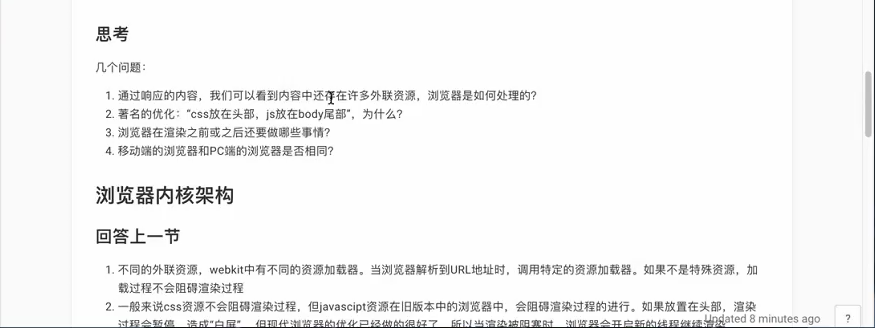 思考
几个问题：
1. 通过响应的内容，我们可以看到内容中还存在许多外联资源，浏览器是如何处理的？
2. 著名的优化：“css放在头部，js放在body尾部”，为什么？
3. 浏览器在渲染之前或之后还要做哪些事情？
4. 移动端的浏览器和PC端的浏览器是否相同？
浏览器内核架构
回答上一节
1. 不同的外联资源，webkit中有不同的资源加载器。当浏览器解析到URL地址时，调用特定的资源加载器。如果不是特殊资源，加
载过程不会阻碍渲染过程
2. 一般来说css资源不会阻碍渲染过程，但javascipt资源在旧版本中的浏览器中，会阻碍渲染过程的进行。如果放置在头部，渲染
过程会暂停，造成“白屏”。但现代浏览器的优化已经做的很好了，所以当渲染被阻塞时，浏览器会开启新的线程继续渲染
Updated 8 minutes ago
?